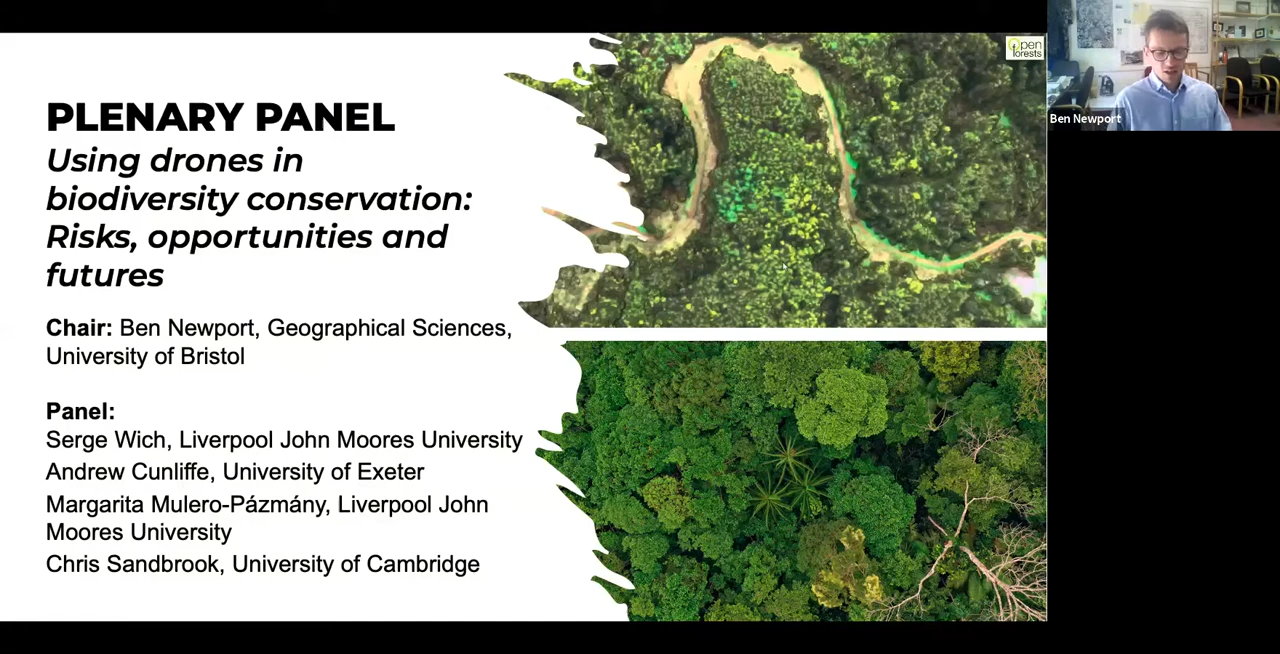 PLENARY PANEL
Using drones in
biodiversity conservation:
Risks, opportunities and
futures
Chair: Ben Newport, Geographical Sciences,
University of Bristol
Panel:
Serge Wich, Liverpool John Moores University
Andrew Cunliffe, University of Exeter
Margarita Mulero-Pázmány, Liverpool John
Moores University
Chris Sandbrook, University of Cambridge
Open
forests
Ben Newport